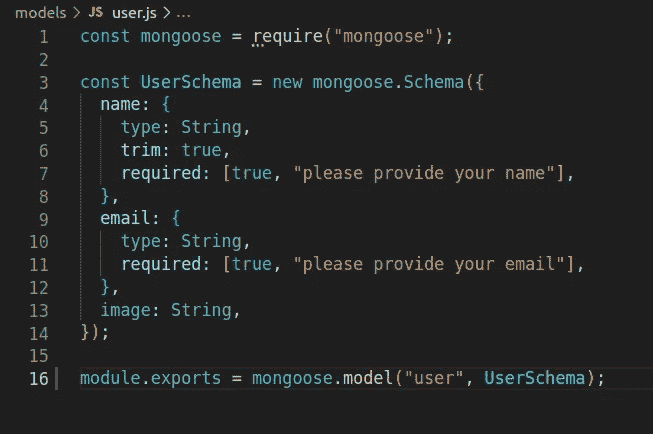 models > JS user.js > ...
1 const mongoose = require("mongoose");
2
3 const UserSchema = new mongoose.Schema({
4   name: {
5     type: String,
6     trim: true,
7     required: [true, "please provide your name"],
8   },
9   email: {
10     type: String,
11     required: [true, "please provide your email"],
12   },
13   image: String,
14 });
15
16 module.exports = mongoose.model("user", UserSchema);